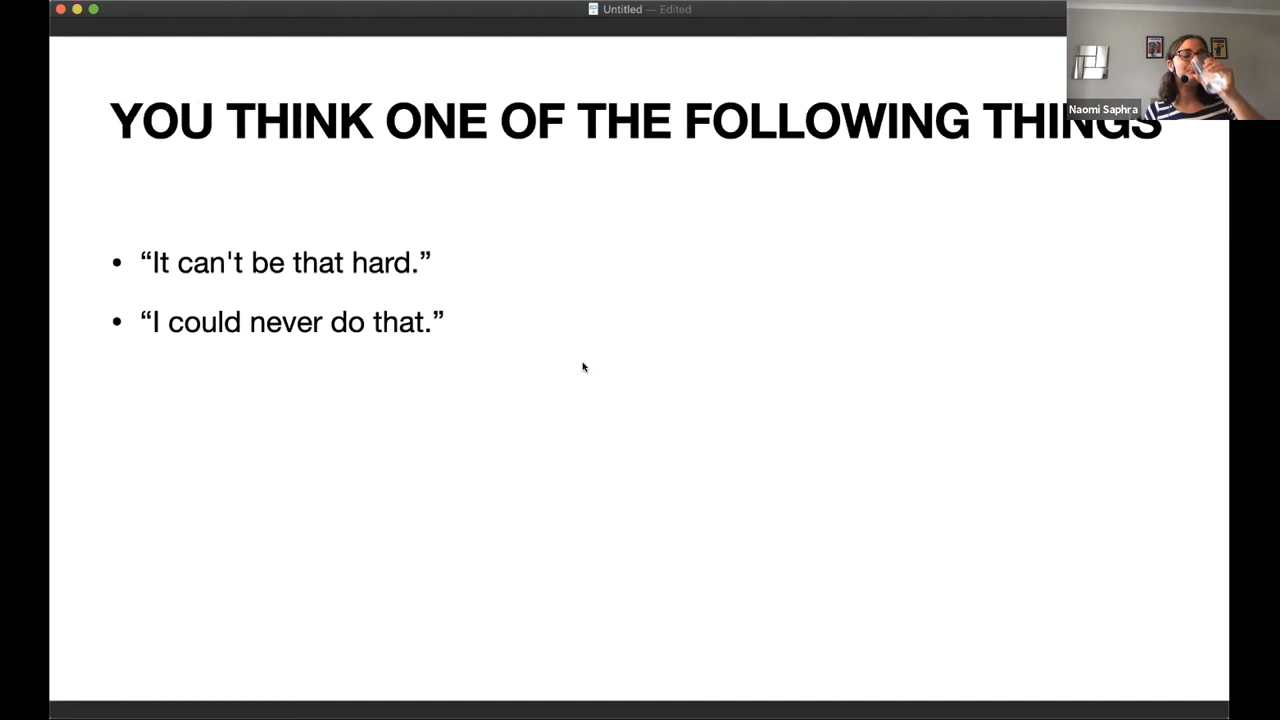 Untitled — Edited
YOU THINK ONE OF THE FOLLOWING THINGS
Naomi Saphra
• “It can't be that hard.”
• “I could never do that.”